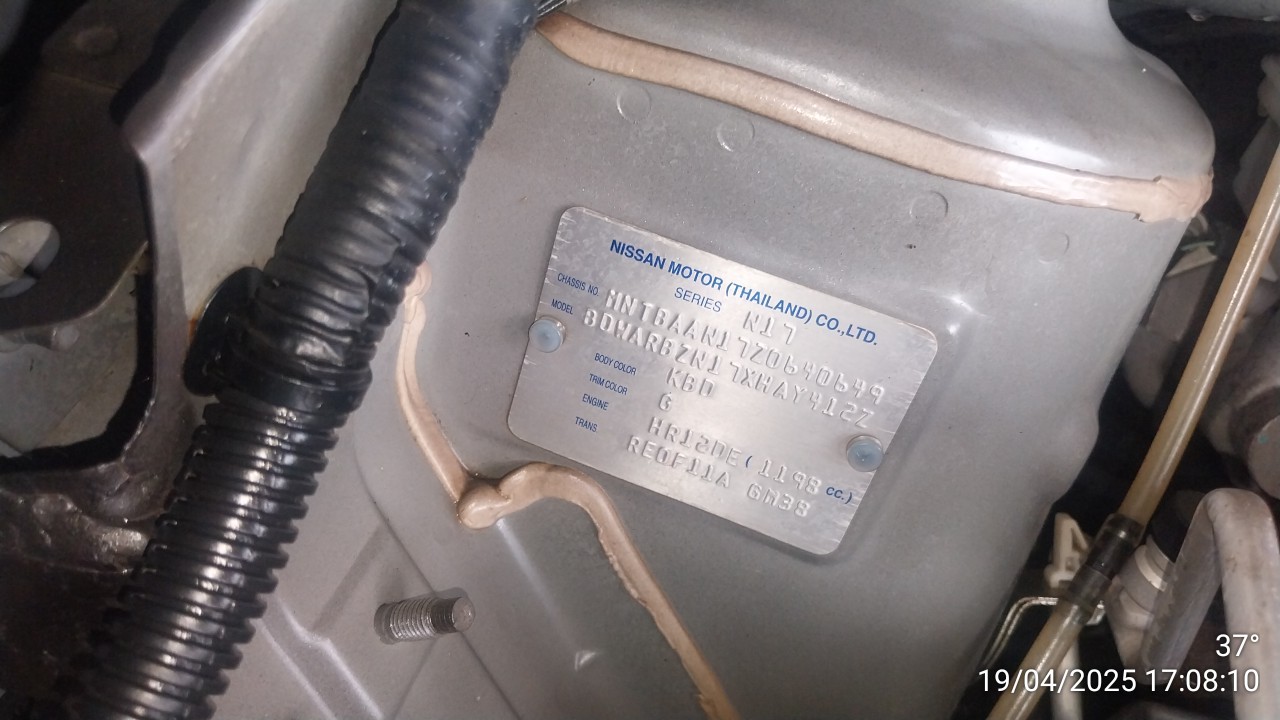 NISSAN MOTOR (THAILAND) CO.,LTD.
SERIES N17
CHASSIS NO. MNTBAAN17Z0640649
MODEL BDHARBZN17XHAY412Z
BODY COLOR KBD
TRIM COLOR G
ENGINE HR12DE (1198 cc.)
TRANS. RE0F11A GM38
37°
19/04/2025 17:08:10